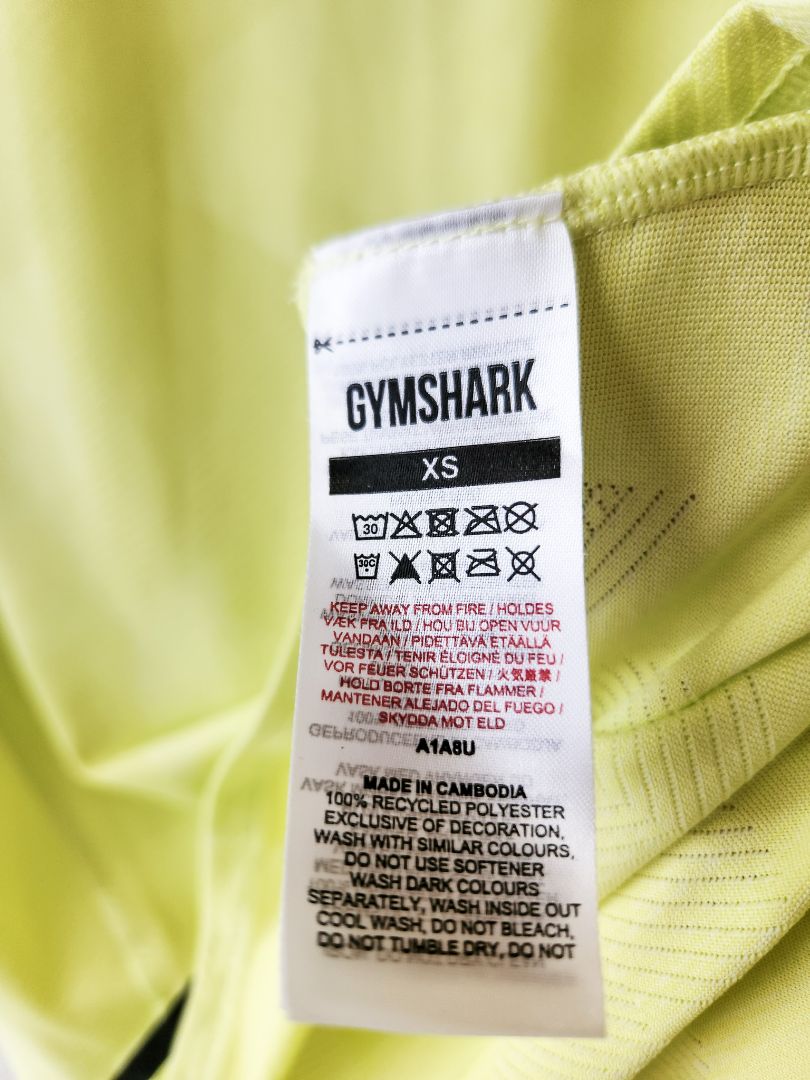 GYMSHARK
XS
30
30C
KEEP AWAY FROM FIRE / HOLDES
VÆK FRA ILD / HOU BIJ OPEN VUUR
VANDAAN / PIDETTÄVÄ ETÄÄLLÄ
TULESTA / TENIR ÉLOIGNÉ DU FEU /
VOR FEUER SCHÜTZEN / 火気厳禁 /
HOLD BORTE FRA FLAMMER /
MANTENER ALEJADO DEL FUEGO /
SKYDDA MOT ELD
A1A8U
MADE IN CAMBODIA
100% RECYCLED POLYESTER
EXCLUSIVE OF DECORATION,
WASH WITH SIMILAR COLOURS,
DO NOT USE SOFTENER
WASH DARK COLOURS
SEPARATELY, WASH INSIDE OUT
COOL WASH, DO NOT BLEACH,
DO NOT TUMBLE DRY, DO NOT